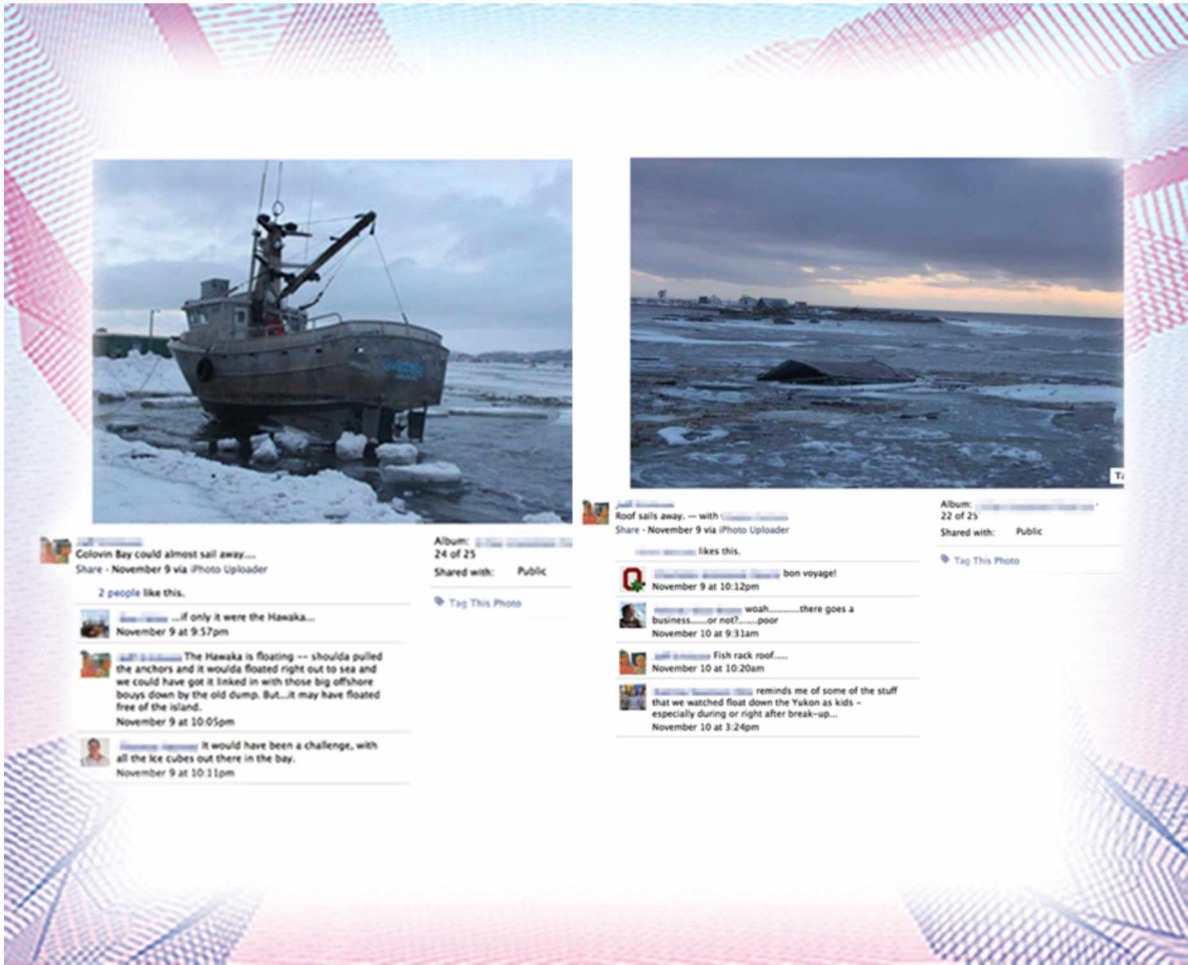 Golovin Bay could almost sail away....
Share - November 9 via iPhoto Uploader
2 people like this.
...if only it were the Hawaka...
November 9 at 9:57pm
The Hawaka is floating -- shoulda pulled
the anchors and it woulda floated right out to sea and
we could have got it linked in with those big offshore
bouys down by the old dump. But...it may have floated
free of the island.
November 9 at 10:05pm
It would have been a challenge, with
all the Ice cubes out there in the bay.
November 9 at 10:11pm
Album:
24 of 25
Shared with: Public
Tag This Photo
Roof sails away. — with
Share - November 9 via iPhoto Uploader
likes this.
bon voyage!
November 9 at 10:12pm
woah...........there goes a
business......or not?.......poor
November 10 at 9:31am
Fish rack roof.....
November 10 at 10:20am
reminds me of some of the stuff
that we watched float down the Yukon as kids -
especially during or right after break-up...
November 10 at 3:24pm
Album:
22 of 25
Shared with: Public
Tag This Photo